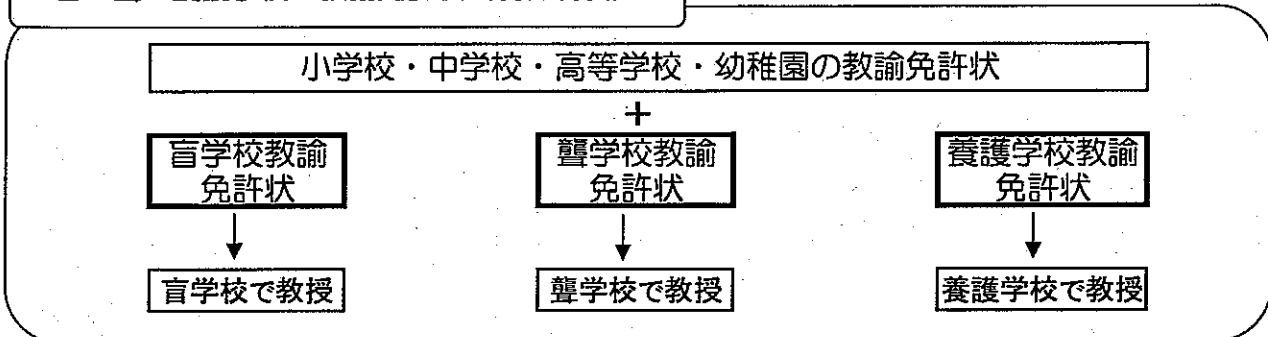 小学校・中学校・高等学校・幼稚園の教諭免許状
+
盲学校教諭
免許状
聾学校教諭
免許状
養護学校教諭
免許状
盲学校で教授
聾学校で教授
養護学校で教授